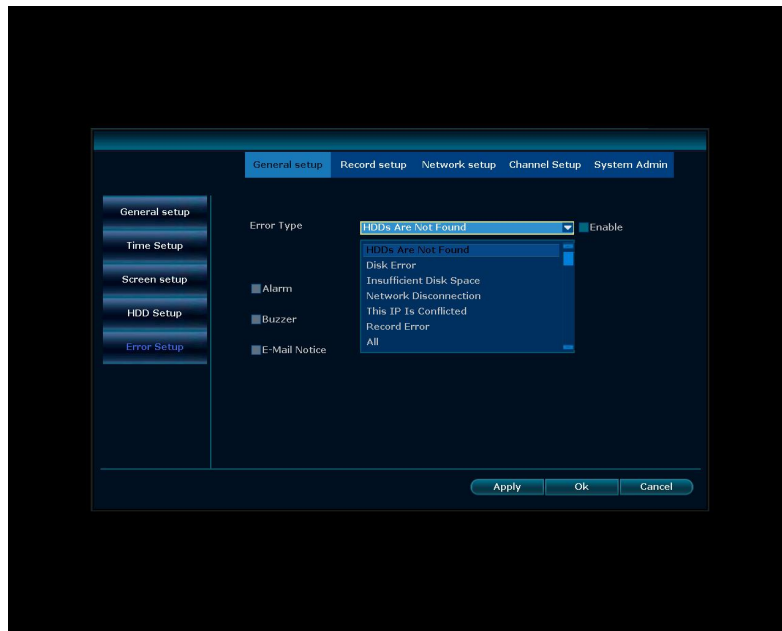 General setup Record setup Network setup Channel Setup System Admin
General setup
Time Setup
Screen setup
HDD Setup
Error Setup
Error Type HDDs Are Not Found Enable
HDDs Are Not Found
Disk Error
Insufficient Disk Space
Network Disconnection
This IP Is Conflicted
Record Error
All
Alarm
Buzzer
E-Mail Notice
Apply Ok Cancel